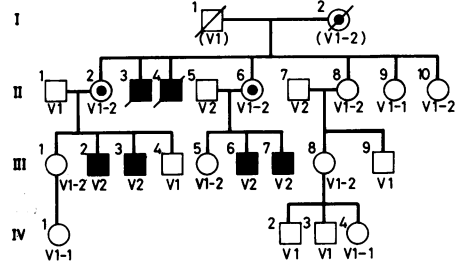 I 1 2
(V1) (V1-2)
II 1 2 3 4 5 6 7 8 9 10
V1 V1-2 V2 V1-2 V2 V1-2 V1-1 V1-2
III 1 2 3 4 5 6 7 8 9
V1-2 V2 V2 V1 V1-2 V2 V2 V1-2 V1
IV 1 2 3 4
V1-1 V1 V1 V1-1